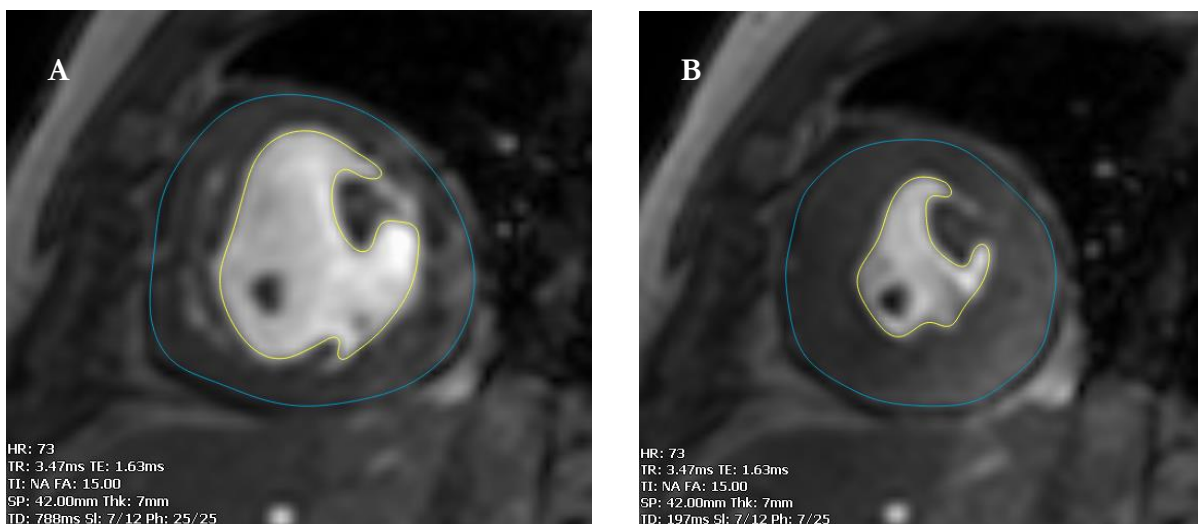 A
HR: 73
TR: 3.47ms TE: 1.63ms
TI: NA FA: 15.00
SP: 42.00mm Thk: 7mm
TD: 788ms Sl: 7/12 Ph: 25/25
B
HR: 73
TR: 3.47ms TE: 1.63ms
TI: NA FA: 15.00
SP: 42.00mm Thk: 7mm
TD: 197ms Sl: 7/12 Ph: 7/25